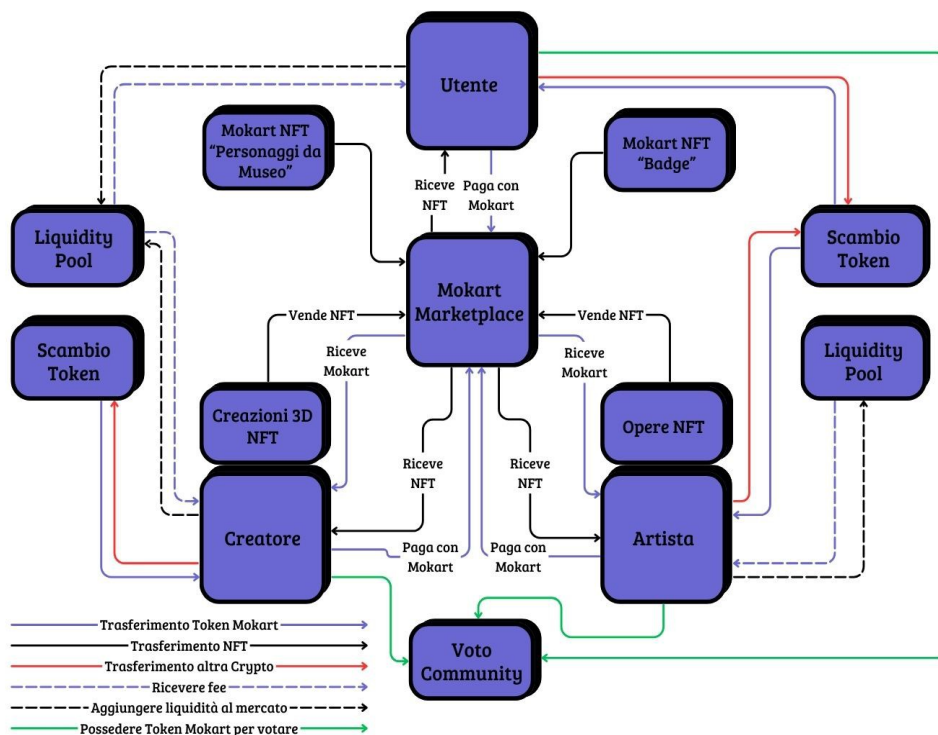 Utente
Mokart NFT
“Personaggi da
Museo”
Mokart NFT
“Badge”
Riceve
NFT
Paga con
Mokart
Liquidity
Pool
Mokart
Marketplace
Scambio
Token
Vende NFT
Vende NFT
Scambio
Token
Riceve
Mokart
Riceve
Mokart
Liquidity
Pool
Creazioni 3D
NFT
Opere NFT
Riceve
NFT
Riceve
NFT
Creatore
Artista
Paga con
Mokart
Paga con
Mokart
Voto
Community
Trasferimento Token Mokart
Trasferimento NFT
Trasferimento altra Crypto
Ricevere fee
Aggiungere liquidità al mercato
Possedere Token Mokart per votare